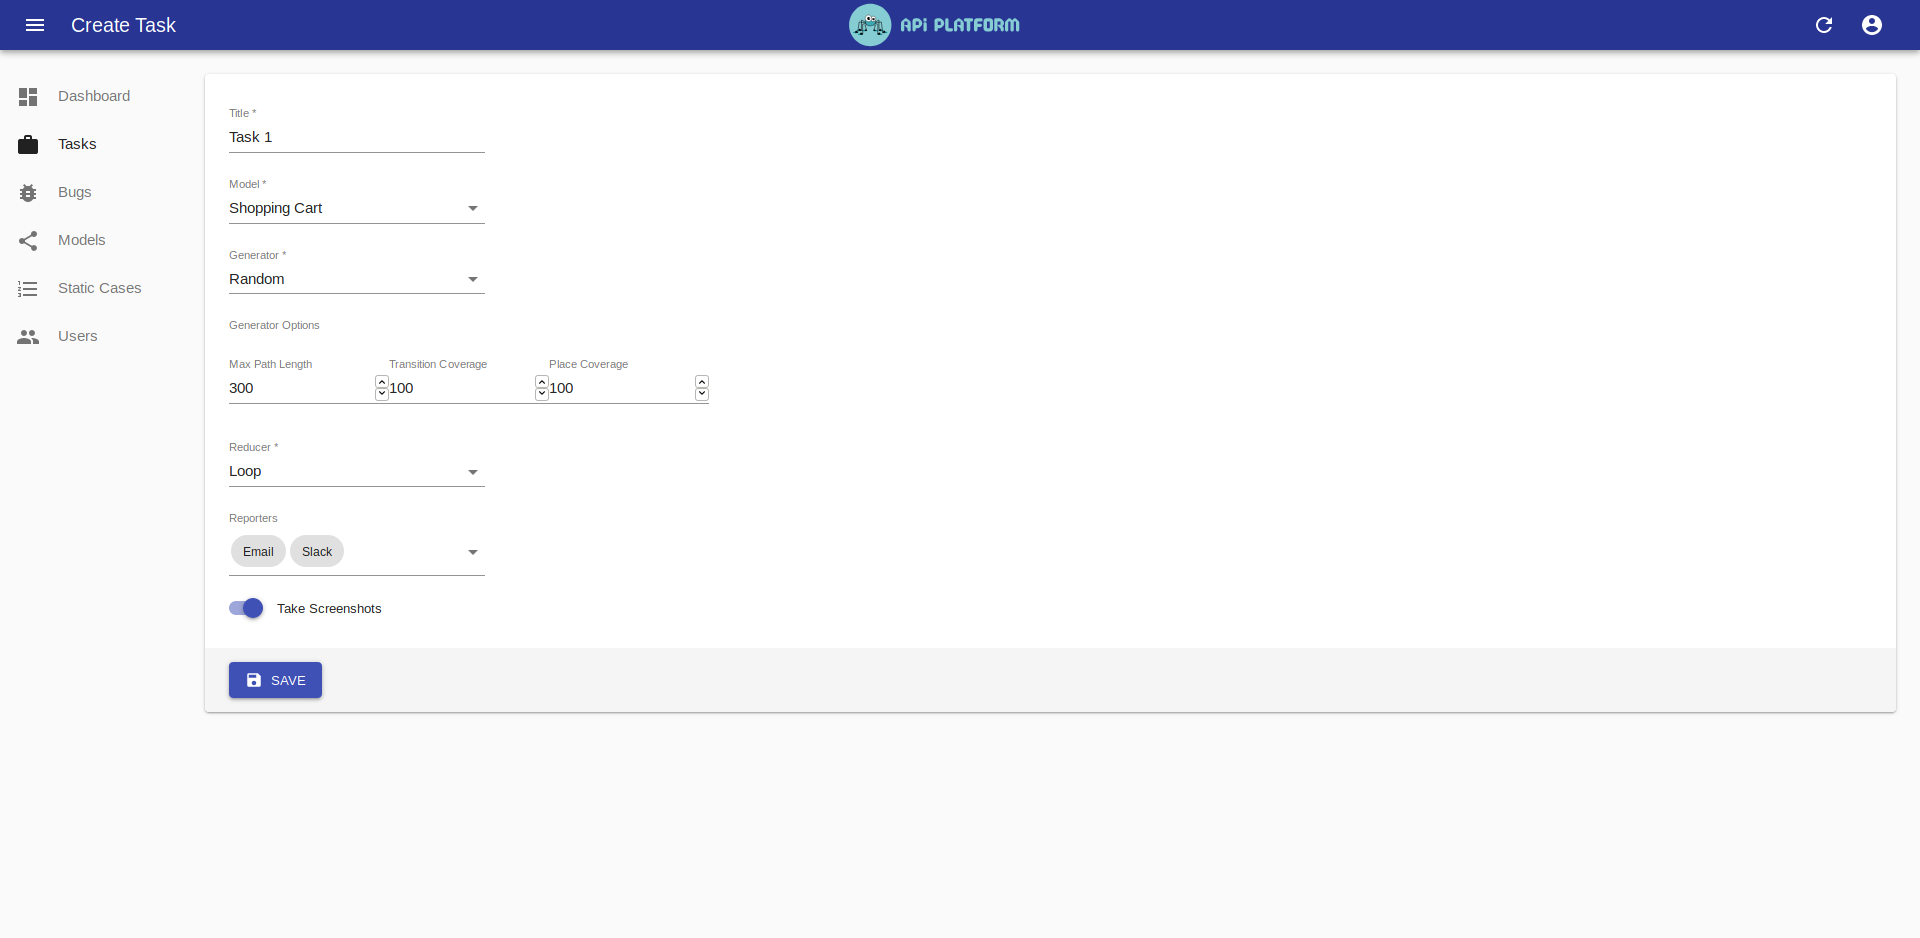 Create Task
APi PLATFORM
Dashboard
Tasks
Bugs
Models
Static Cases
Users
Title *
Task 1
Model *
Shopping Cart
Generator *
Random
Generator Options
Max Path Length Transition Coverage Place Coverage
300 100 100
Reducer *
Loop
Reporters
Email Slack
Take Screenshots
SAVE